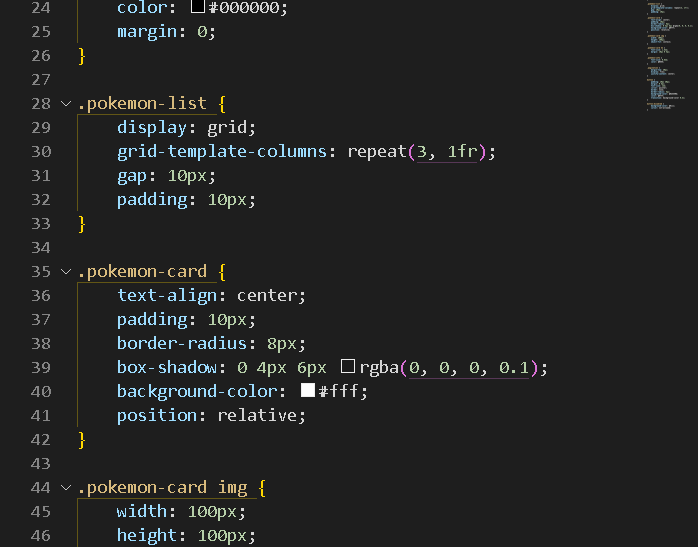 24 color: #000000;
25 margin: 0;
26 }
27
28 .pokemon-list {
29 display: grid;
30 grid-template-columns: repeat(3, 1fr);
31 gap: 10px;
32 padding: 10px;
33 }
34
35 .pokemon-card {
36 text-align: center;
37 padding: 10px;
38 border-radius: 8px;
39 box-shadow: 0 4px 6px rgba(0, 0, 0, 0.1);
40 background-color: #fff;
41 position: relative;
42 }
43
44 .pokemon-card img {
45 width: 100px;
46 height: 100px;